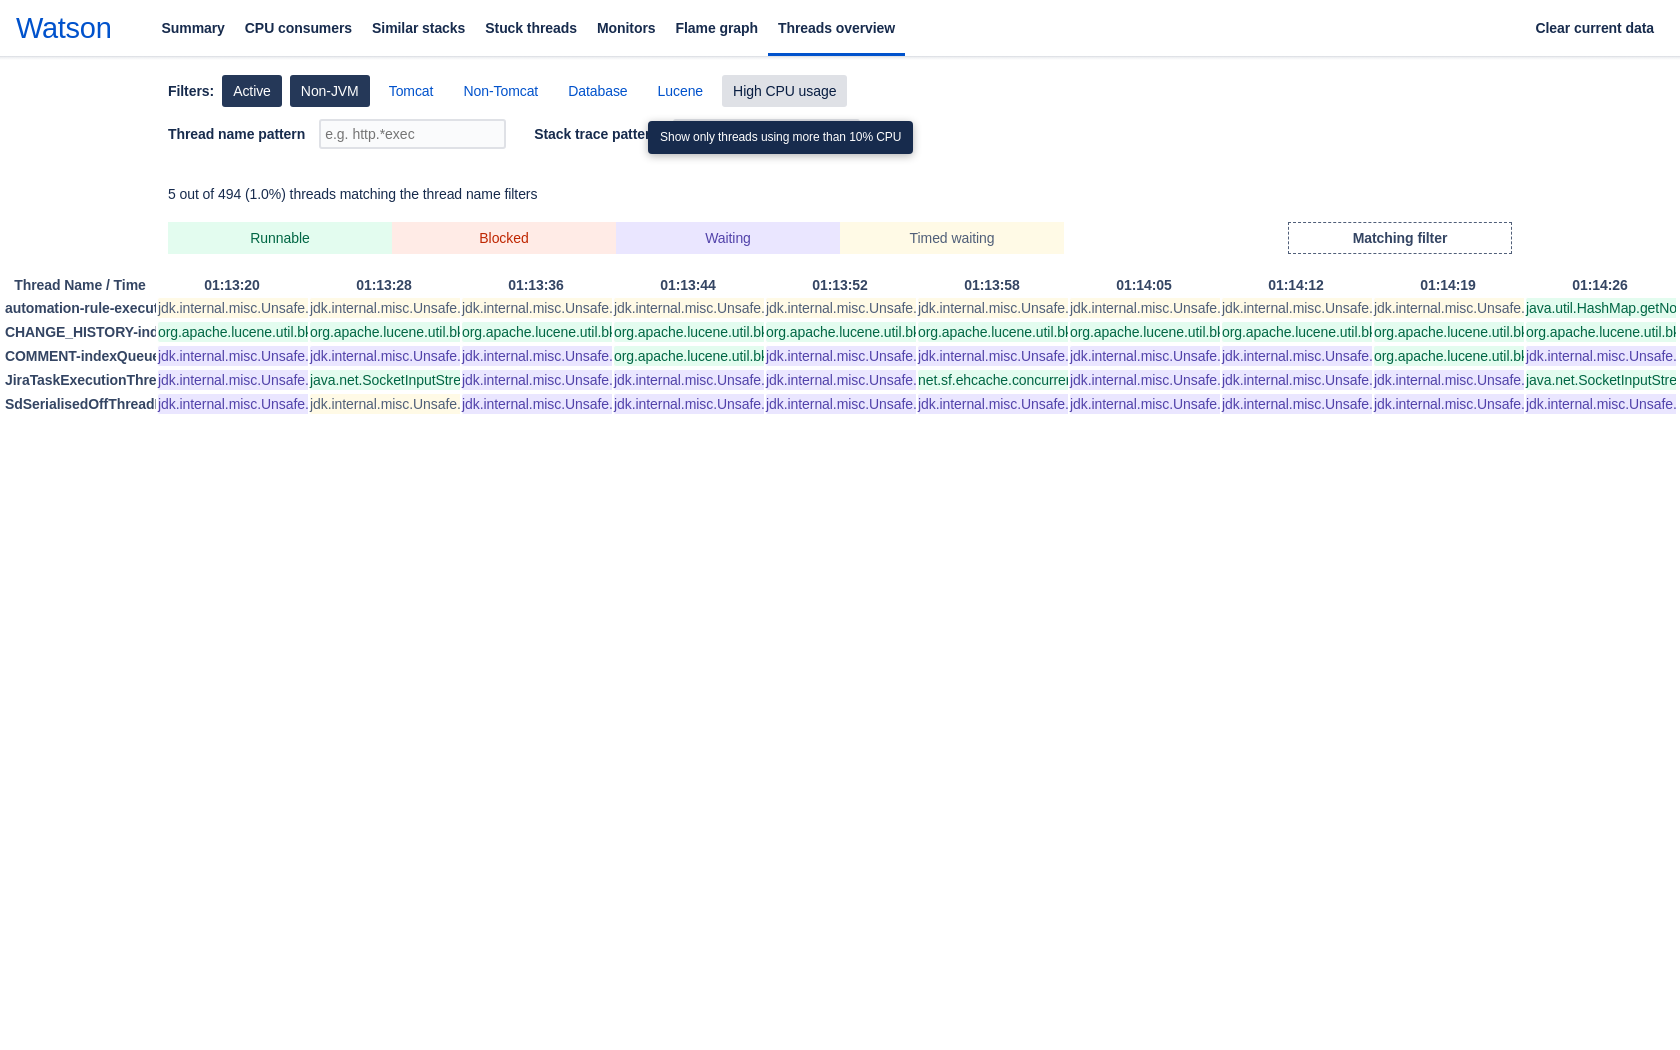 Watson Summary CPU consumers Similar stacks Stuck threads Monitors Flame graph Threads overview Clear current data
Filters: Active Non-JVM Tomcat Non-Tomcat Database Lucene High CPU usage
Thread name pattern e.g. http.*exec Stack trace patter
Show only threads using more than 10% CPU
5 out of 494 (1.0%) threads matching the thread name filters
Runnable Blocked Waiting Timed waiting Matching filter
Thread Name / Time 01:13:20 01:13:28 01:13:36 01:13:44 01:13:52 01:13:58 01:14:05 01:14:12 01:14:19 01:14:26
automation-rule-execut jdk.internal.misc.Unsafe. jdk.internal.misc.Unsafe. jdk.internal.misc.Unsafe. jdk.internal.misc.Unsafe. jdk.internal.misc.Unsafe. jdk.internal.misc.Unsafe. jdk.internal.misc.Unsafe. jdk.internal.misc.Unsafe. jdk.internal.misc.Unsafe. java.util.HashMap.getNo
CHANGE_HISTORY-ind org.apache.lucene.util.bk org.apache.lucene.util.bk org.apache.lucene.util.bk org.apache.lucene.util.bk org.apache.lucene.util.bk org.apache.lucene.util.bk org.apache.lucene.util.bk org.apache.lucene.util.bk org.apache.lucene.util.bk org.apache.lucene.util.bk
COMMENT-indexQueue jdk.internal.misc.Unsafe. jdk.internal.misc.Unsafe. jdk.internal.misc.Unsafe. org.apache.lucene.util.bk jdk.internal.misc.Unsafe. jdk.internal.misc.Unsafe. jdk.internal.misc.Unsafe. jdk.internal.misc.Unsafe. org.apache.lucene.util.bk jdk.internal.misc.Unsafe.
JiraTaskExecutionThre jdk.internal.misc.Unsafe. java.net.SocketInputStre jdk.internal.misc.Unsafe. jdk.internal.misc.Unsafe. jdk.internal.misc.Unsafe. net.sf.ehcache.concurren jdk.internal.misc.Unsafe. jdk.internal.misc.Unsafe. jdk.internal.misc.Unsafe. java.net.SocketInputStre
SdSerialisedOffThread jdk.internal.misc.Unsafe. jdk.internal.misc.Unsafe. jdk.internal.misc.Unsafe. jdk.internal.misc.Unsafe. jdk.internal.misc.Unsafe. jdk.internal.misc.Unsafe. jdk.internal.misc.Unsafe. jdk.internal.misc.Unsafe. jdk.internal.misc.Unsafe. jdk.internal.misc.Unsafe.